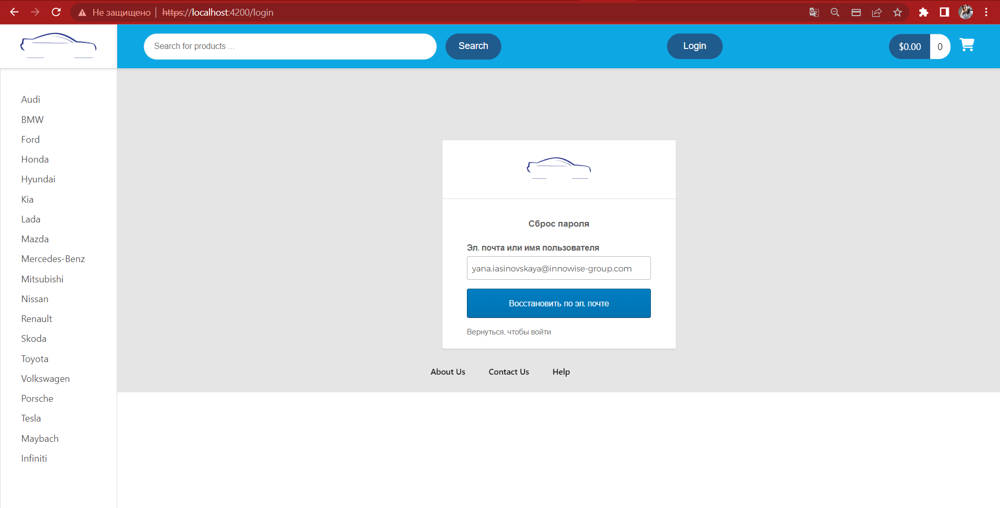 Не защищено | https://localhost:4200/login
Search for products ...
Search
Login
$0.00
0
Audi
BMW
Ford
Honda
Hyundai
Kia
Lada
Mazda
Mercedes-Benz
Mitsubishi
Nissan
Renault
Skoda
Toyota
Volkswagen
Porsche
Tesla
Maybach
Infiniti
Сброс пароля
Эл. почта или имя пользователя
yana.iasinovskaya@innowise-group.com
Восстановить по эл. почте
Вернуться, чтобы войти
About Us
Contact Us
Help